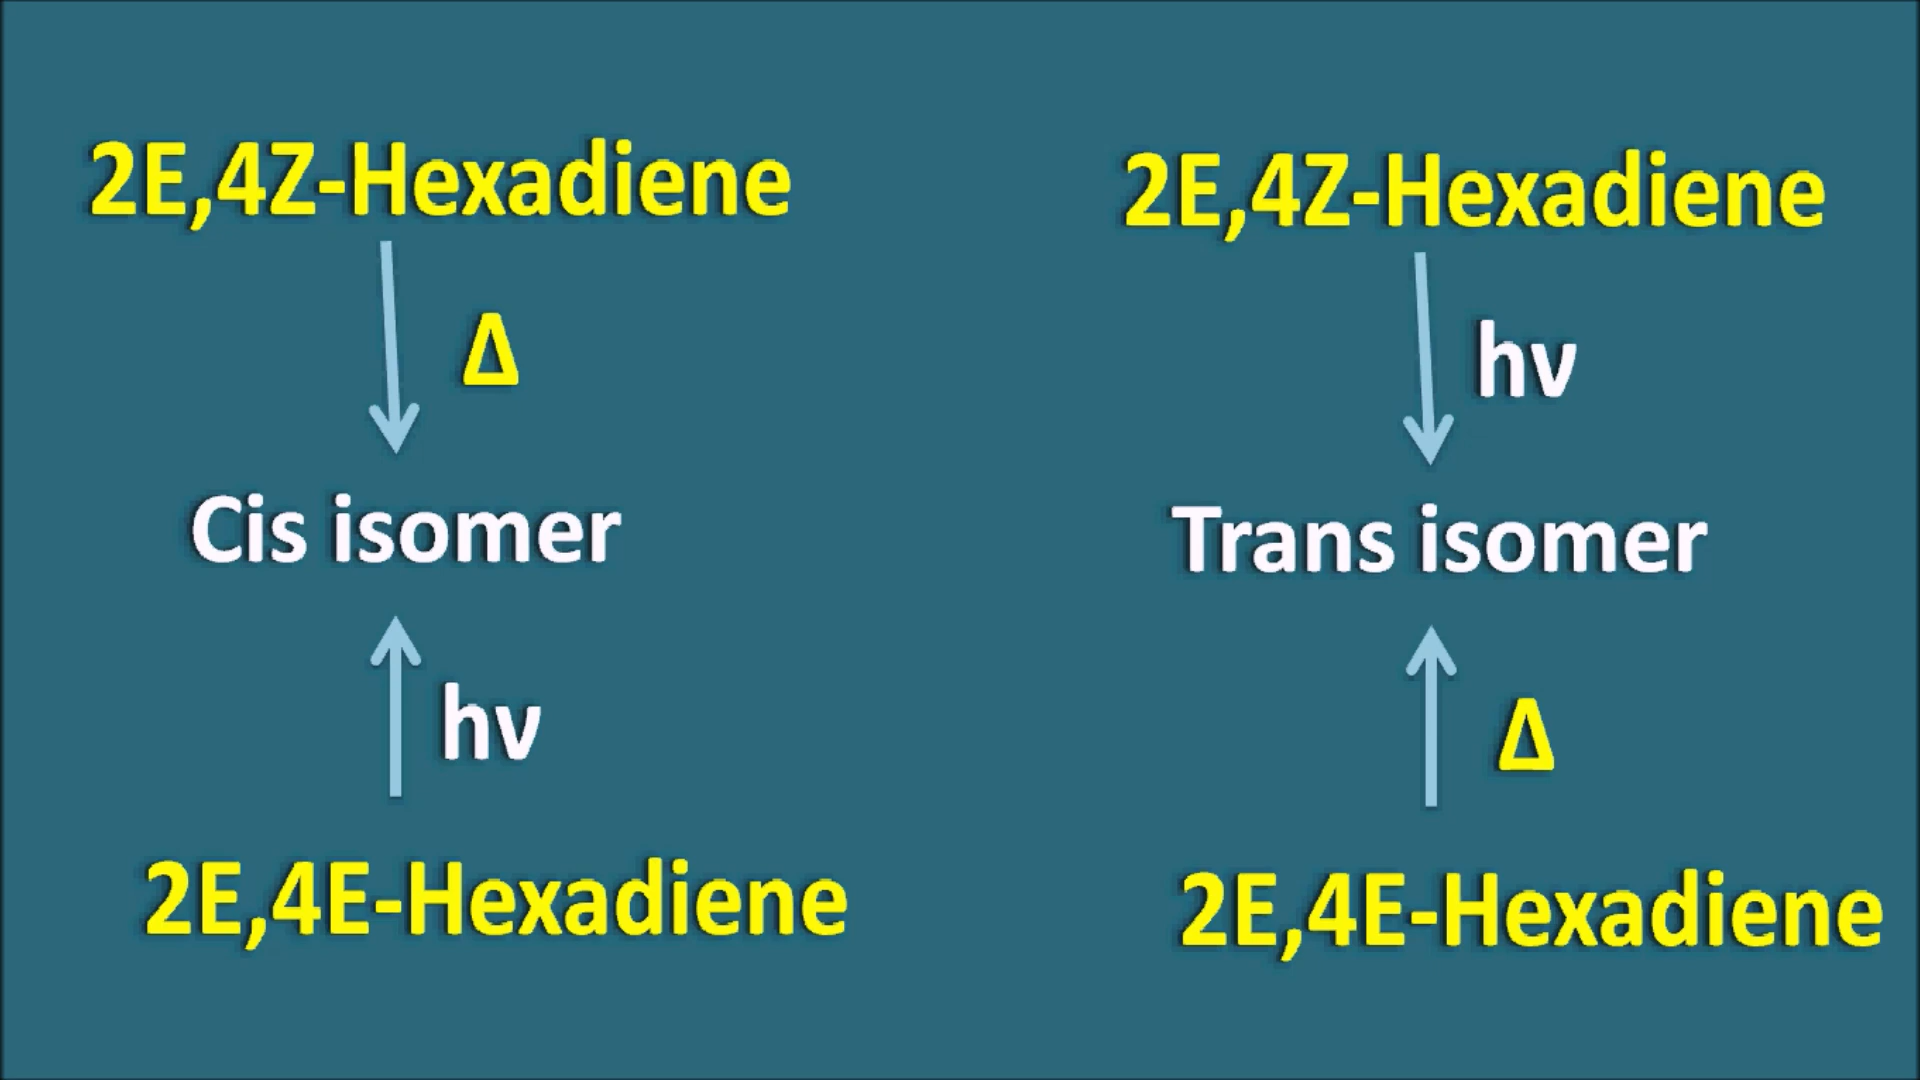 2E,4Z-Hexadiene
Δ
Cis isomer
hν
2E,4E-Hexadiene
2E,4Z-Hexadiene
hν
Trans isomer
Δ
2E,4E-Hexadiene